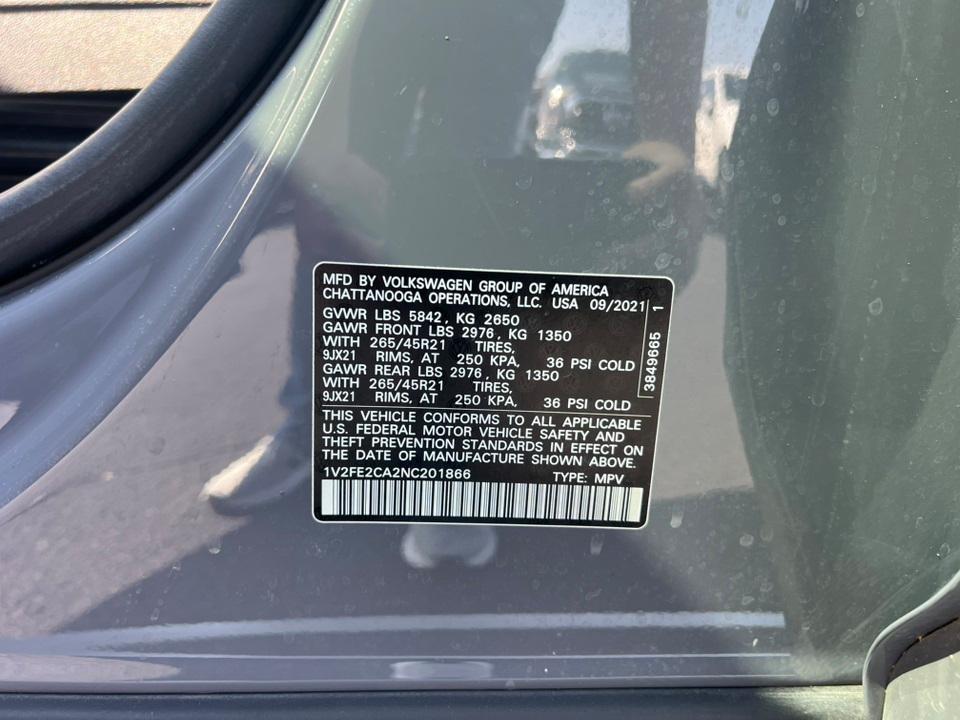 MFD BY VOLKSWAGEN GROUP OF AMERICA
CHATTANOOGA OPERATIONS, LLC. USA 09/2021
GVWR LBS 5842, KG 2650
GAWR FRONT LBS 2976, KG 1350
WITH 265/45R21 TIRES,
9JX21 RIMS, AT 250 KPA, 36 PSI COLD
GAWR REAR LBS 2976, KG 1350
WITH 265/45R21 TIRES,
9JX21 RIMS, AT 250 KPA, 36 PSI COLD
3849665 1
THIS VEHICLE CONFORMS TO ALL APPLICABLE
U.S. FEDERAL MOTOR VEHICLE SAFETY AND
THEFT PREVENTION STANDARDS IN EFFECT ON
THE DATE OF MANUFACTURE SHOWN ABOVE.
1V2FE2CA2NC201866 TYPE: MPV